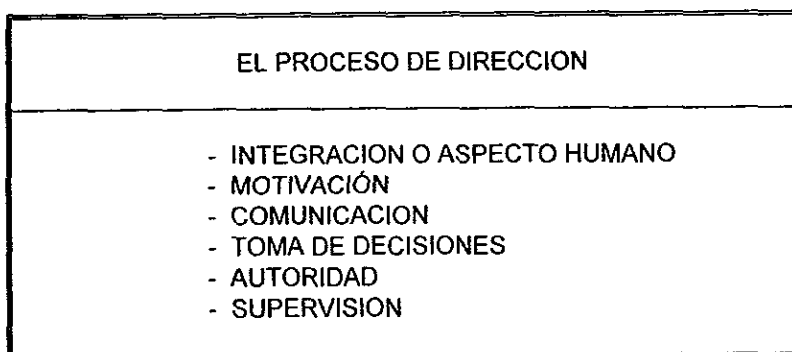 EL PROCESO DE DIRECCION
- INTEGRACION O ASPECTO HUMANO
- MOTIVACIÓN
- COMUNICACION
- TOMA DE DECISIONES
- AUTORIDAD
- SUPERVISION